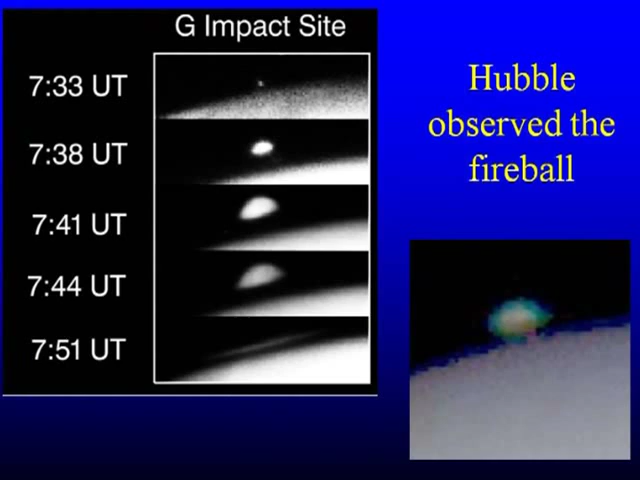 G Impact Site
7:33 UT
7:38 UT
7:41 UT
7:44 UT
7:51 UT
Hubble
observed the
fireball